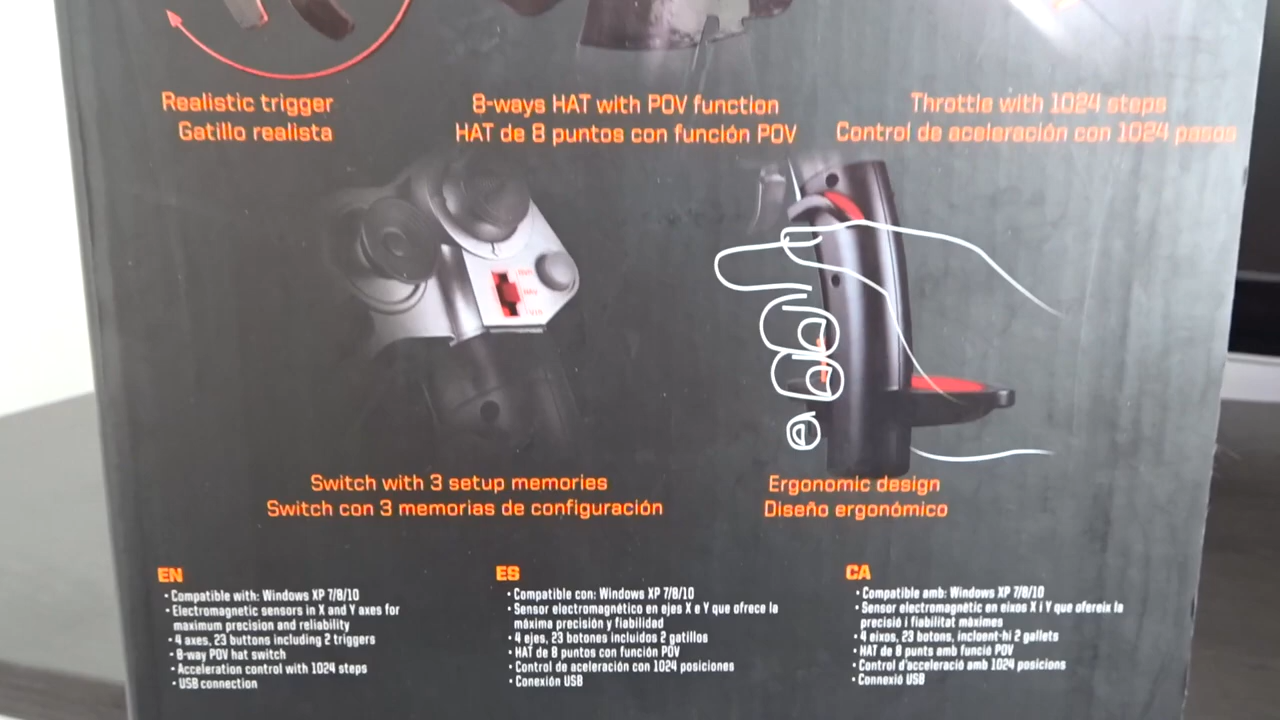 Realistic trigger
Gatillo realista
8-ways HAT with POV function
HAT de 8 puntos con función POV
Throttle with 1024 steps
Control de aceleración con 1024 pasos
Switch with 3 setup memories
Switch con 3 memorias de configuración
Ergonomic design
Diseño ergonómico
EN
• Compatible with: Windows XP 7/8/10
• Electromagnetic sensors in X and Y axes for
maximum precision and reliability
• 4 axes, 23 buttons including 2 triggers
• 8-way POV hat switch
• Acceleration control with 1024 steps
• USB connection
ES
• Compatible con: Windows XP 7/8/10
• Sensor electromagnético en ejes X e Y que ofrece la
máxima precisión y fiabilidad
• 4 ejes, 23 botones incluidos 2 gatillos
• HAT de 8 puntos con función POV
• Control de aceleración con 1024 posiciones
• Conexión USB
CA
• Compatible amb: Windows XP 7/8/10
• Sensor electromagnètic en eixos X i Y que ofereix la
precisió i fiabilitat màximes
• 4 eixos, 23 botons, incloent-hi 2 gallets
• HAT de 8 punts amb funció POV
• Control d'acceleració amb 1024 posicions
• Connexió USB